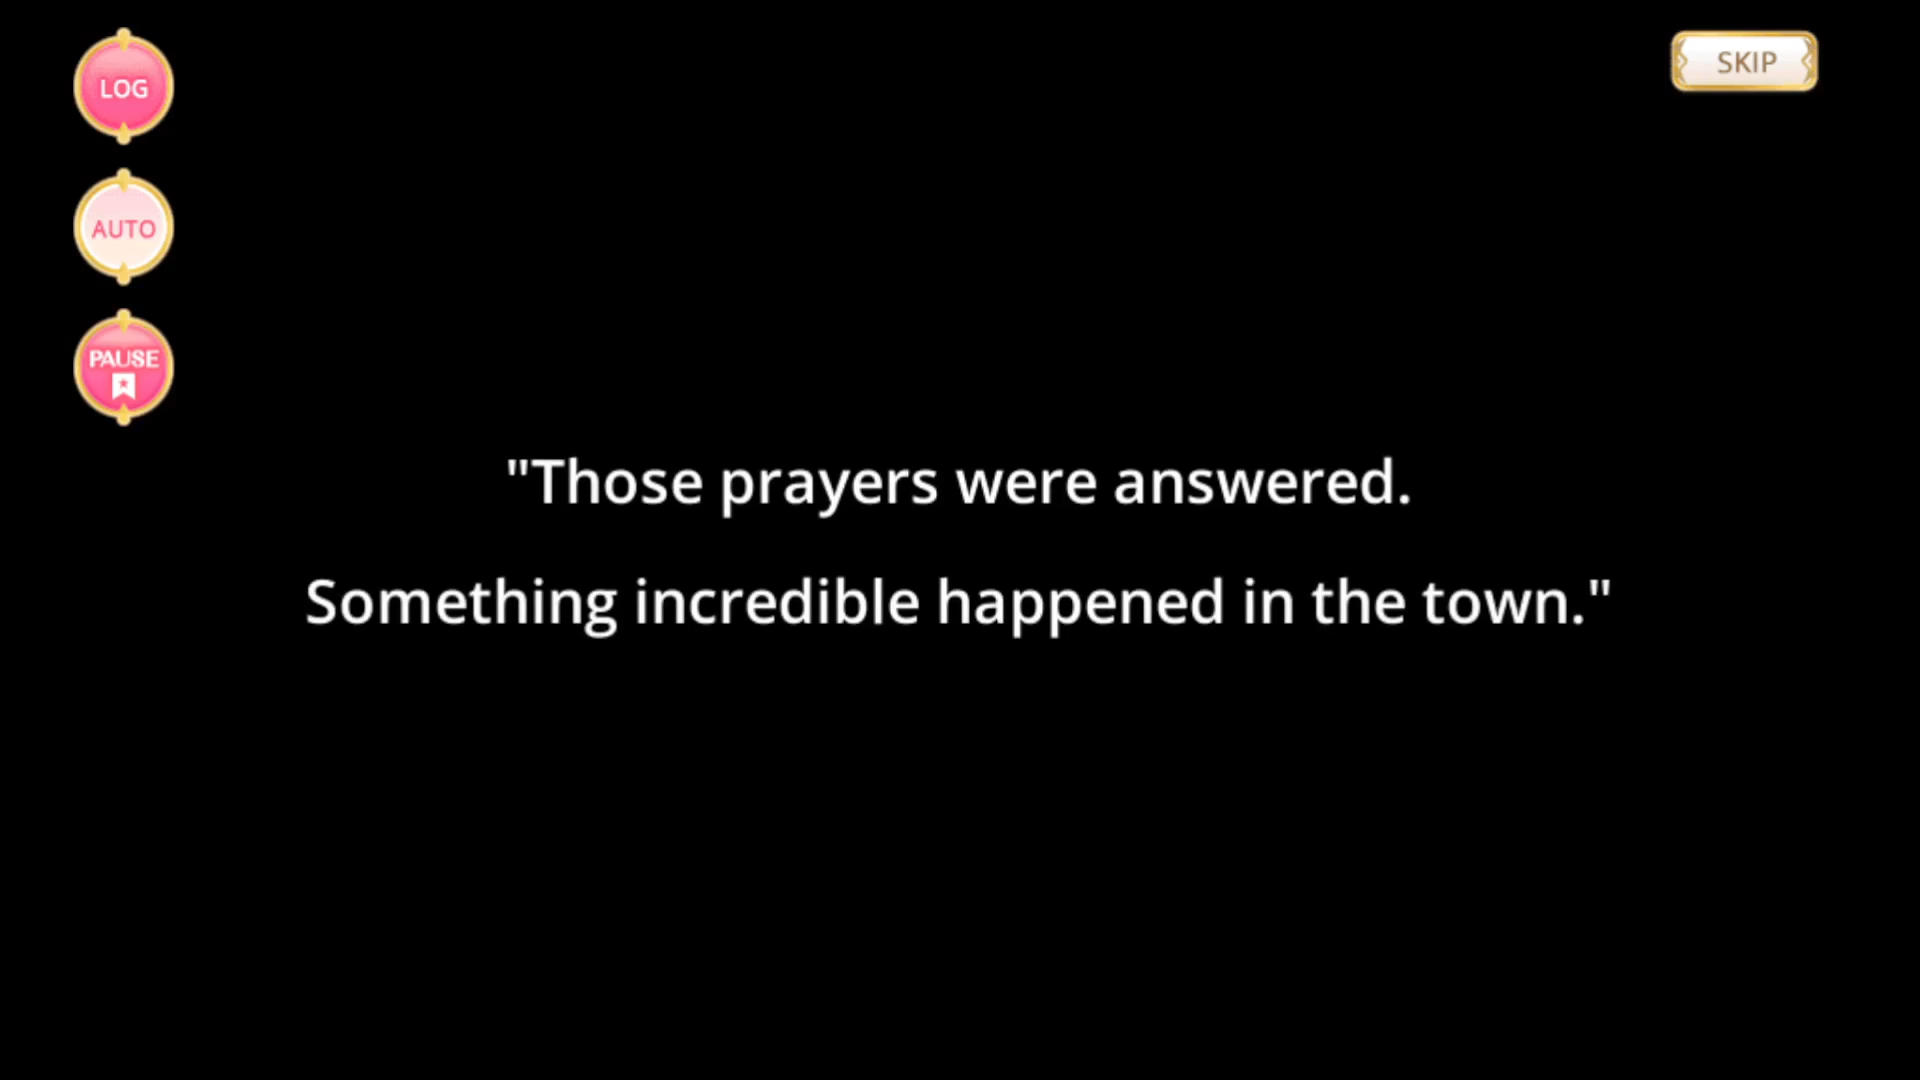 LOG
SKIP
AUTO
PAUSE
"Those prayers were answered.
Something incredible happened in the town."